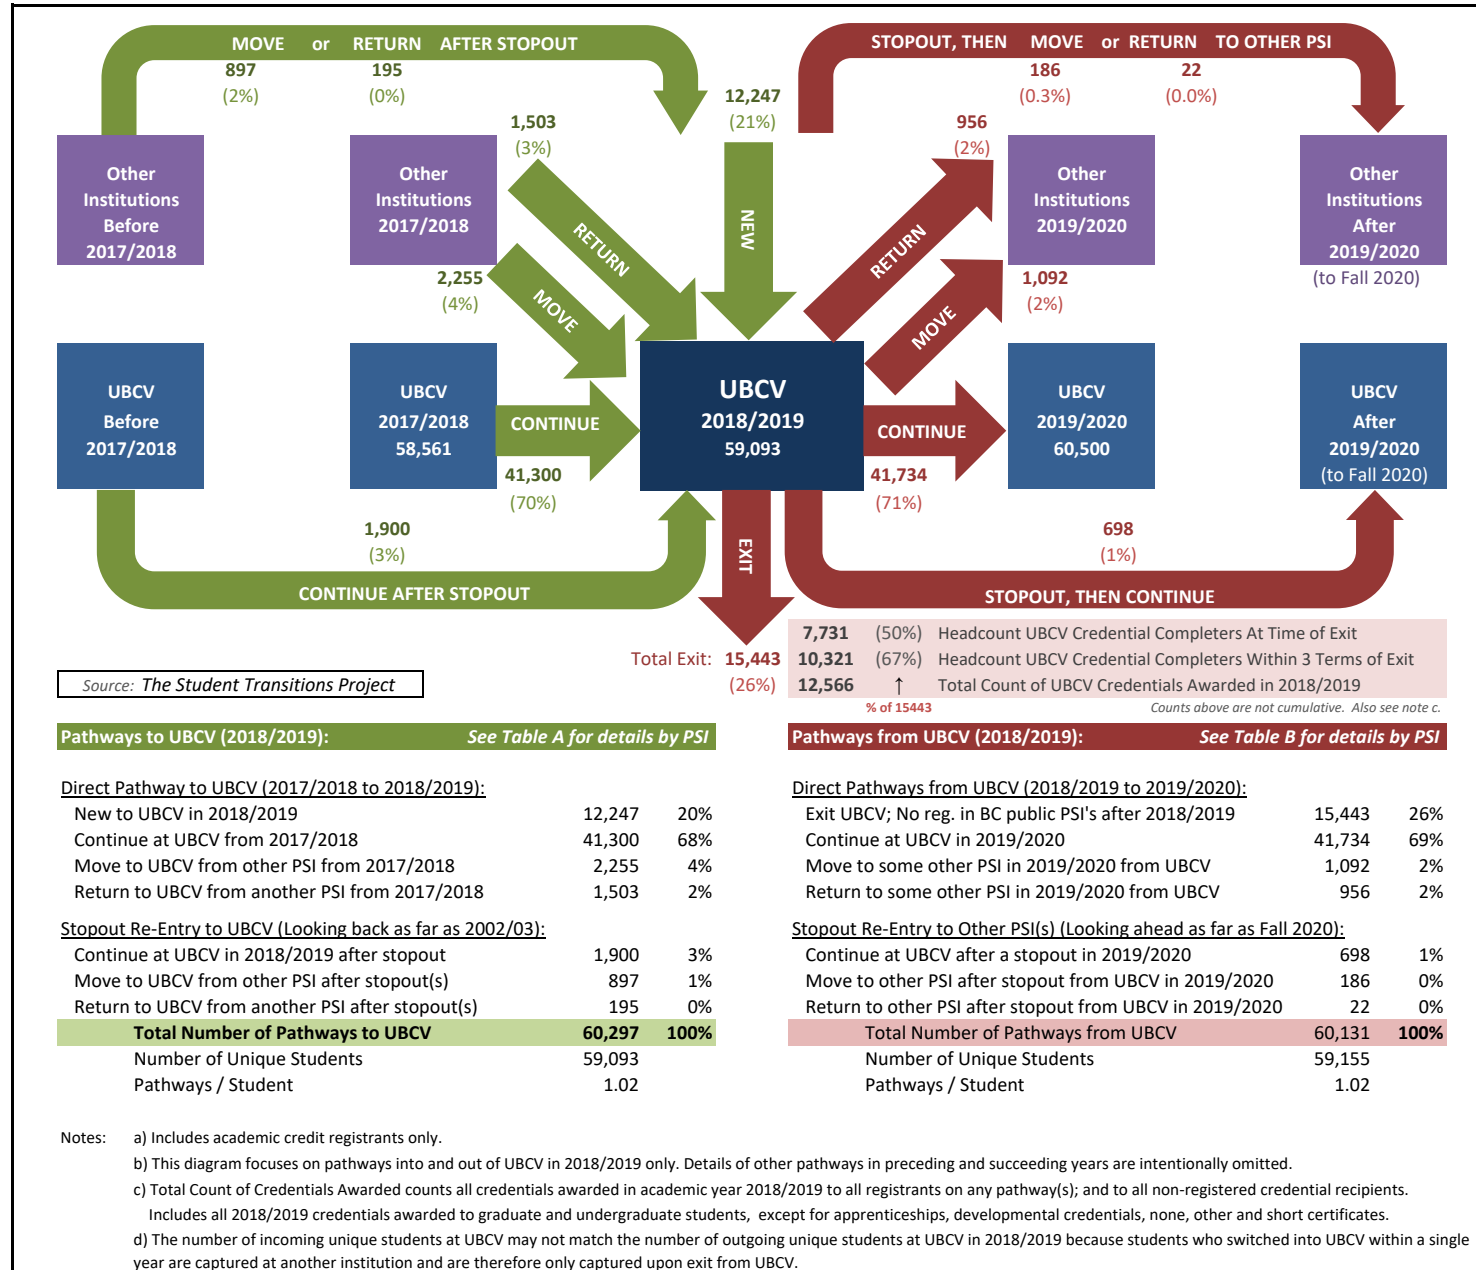 MOVE or RETURN AFTER STOPOUT
897 195
(2%) (0%)
STOPOUT, THEN MOVE or RETURN TO OTHER PSI
186 22
(0.3%) (0.0%)
12,247
(21%)
1,503
(3%)
956
(2%)
Other
Institutions
Before
2017/2018
Other
Institutions
2017/2018
RETURN
NEW
RETURN
Other
Institutions
2019/2020
Other
Institutions
After
2019/2020
(to Fall 2020)
2,255
(4%)
MOVE
MOVE
1,092
(2%)
UBCV
Before
2017/2018
UBCV
2017/2018
58,561
CONTINUE
41,300
(70%)
UBCV
2018/2019
59,093
CONTINUE
41,734
(71%)
UBCV
2019/2020
60,500
UBCV
After
2019/2020
(to Fall 2020)
1,900
(3%)
CONTINUE AFTER STOPOUT
EXIT
698
(1%)
STOPOUT, THEN CONTINUE
Total Exit: 15,443
(26%)
7,731 (50%) Headcount UBCV Credential Completers At Time of Exit
10,321 (67%) Headcount UBCV Credential Completers Within 3 Terms of Exit
12,566 ↑ Total Count of UBCV Credentials Awarded in 2018/2019
% of 15443 Counts above are not cumulative. Also see note c.
Source: The Student Transitions Project
Pathways to UBCV (2018/2019): See Table A for details by PSI
Direct Pathway to UBCV (2017/2018 to 2018/2019):
New to UBCV in 2018/2019 12,247 20%
Continue at UBCV from 2017/2018 41,300 68%
Move to UBCV from other PSI from 2017/2018 2,255 4%
Return to UBCV from another PSI from 2017/2018 1,503 2%
Stopout Re-Entry to UBCV (Looking back as far as 2002/03):
Continue at UBCV in 2018/2019 after stopout 1,900 3%
Move to UBCV from other PSI after stopout(s) 897 1%
Return to UBCV from another PSI after stopout(s) 195 0%
Total Number of Pathways to UBCV 60,297 100%
Number of Unique Students 59,093
Pathways / Student 1.02
Pathways from UBCV (2018/2019): See Table B for details by PSI
Direct Pathways from UBCV (2018/2019 to 2019/2020):
Exit UBCV; No reg. in BC public PSI's after 2018/2019 15,443 26%
Continue at UBCV in 2019/2020 41,734 69%
Move to some other PSI in 2019/2020 from UBCV 1,092 2%
Return to some other PSI in 2019/2020 from UBCV 956 2%
Stopout Re-Entry to Other PSI(s) (Looking ahead as far as Fall 2020):
Continue at UBCV after a stopout in 2019/2020 698 1%
Move to other PSI after stopout from UBCV in 2019/2020 186 0%
Return to other PSI after stopout from UBCV in 2019/2020 22 0%
Total Number of Pathways from UBCV 60,131 100%
Number of Unique Students 59,155
Pathways / Student 1.02
Notes: a) Includes academic credit registrants only.
b) This diagram focuses on pathways into and out of UBCV in 2018/2019 only. Details of other pathways in preceding and succeeding years are intentionally omitted.
c) Total Count of Credentials Awarded counts all credentials awarded in academic year 2018/2019 to all registrants on any pathway(s); and to all non-registered credential recipients.
Includes all 2018/2019 credentials awarded to graduate and undergraduate students, except for apprenticeships, developmental credentials, none, other and short certificates.
d) The number of incoming unique students at UBCV may not match the number of outgoing unique students at UBCV in 2018/2019 because students who switched into UBCV within a single
year are captured at another institution and are therefore only captured upon exit from UBCV.